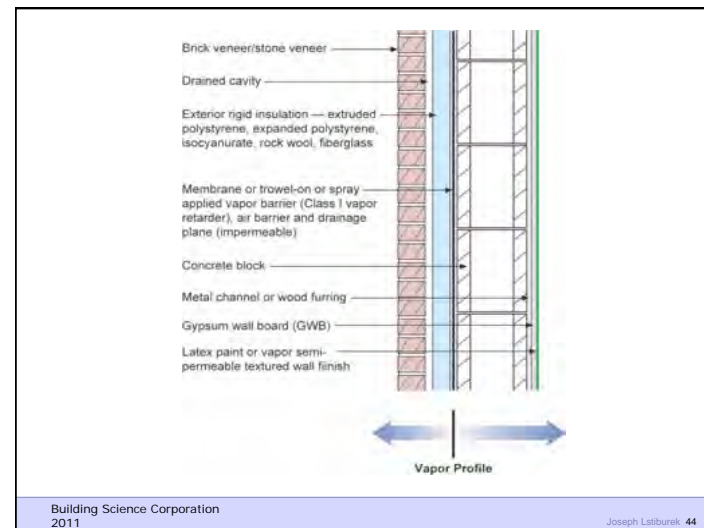 Brick veneer/stone veneer
Drained cavity
Exterior rigid insulation — extruded
polystyrene, expanded polystyrene,
isocyanurate, rock wool, fiberglass
Membrane or trowel-on or spray
applied vapor barrier (Class I vapor
retarder), air barrier and drainage
plane (impermeable)
Concrete block
Metal channel or wood furring
Gypsum wall board (GWB)
Latex paint or vapor semi-
permeable textured wall finish
Vapor Profile
Building Science Corporation
2011
Joseph Lstiburek 44